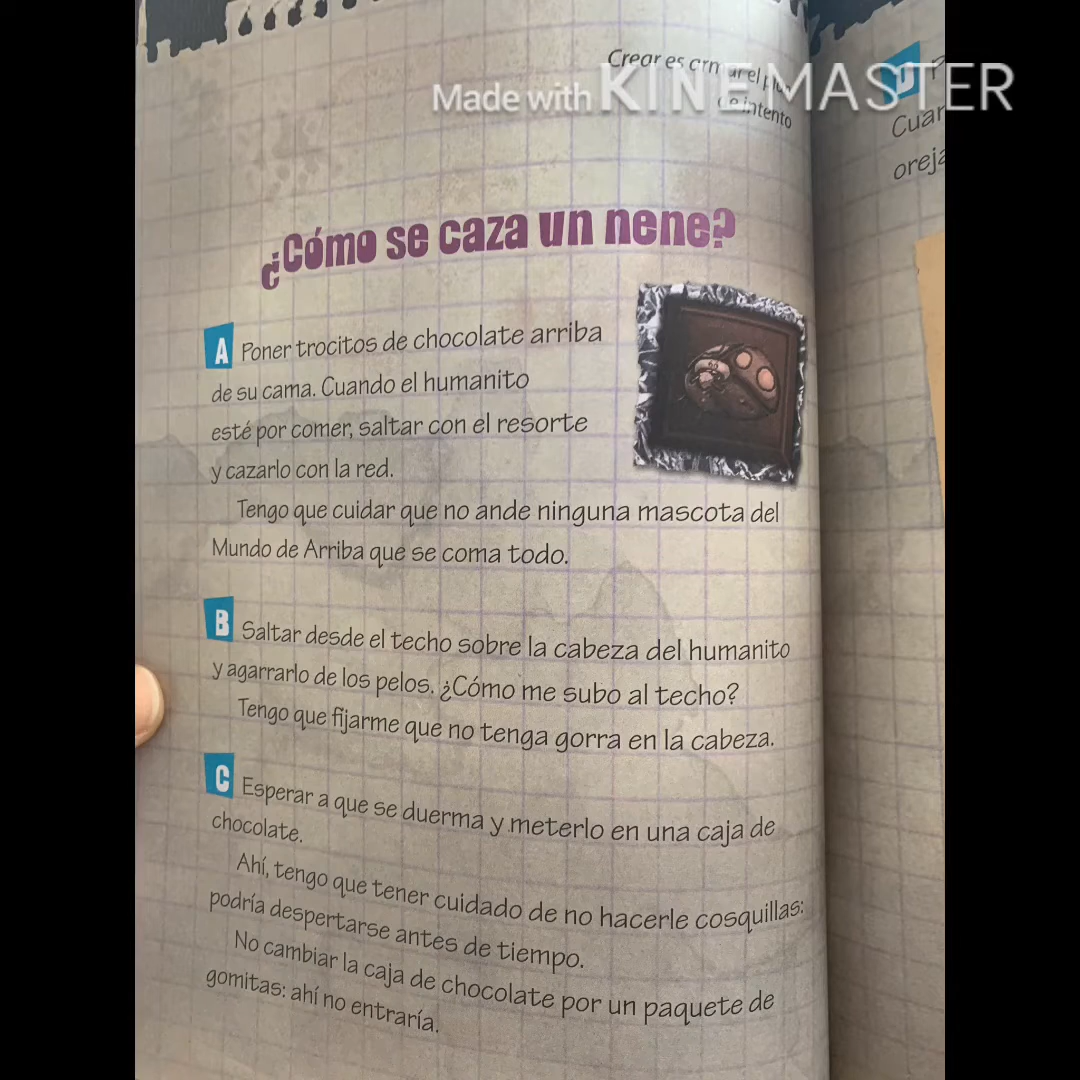 Crear es
intento
Made with KINEMASTER
¿Cómo se caza un nene?
A Poner trocitos de chocolate arriba
de su cama. Cuando el humanito
esté por comer, saltar con el resorte
y cazarlo con la red.
Tengo que cuidar que no ande ninguna mascota del
Mundo de Arriba que se coma todo.
B Saltar desde el techo sobre la cabeza del humanito
y agarrarlo de los pelos. ¿Cómo me subo al techo?
Tengo que fijarme que no tenga gorra en la cabeza.
C Esperar a que se duerma y meterlo en una caja de
chocolate.
Ahí, tengo que tener cuidado de no hacerle cosquillas:
podría despertarse antes de tiempo.
No cambiar la caja de chocolate por un paquete de
gomitas: ahí no entraría.